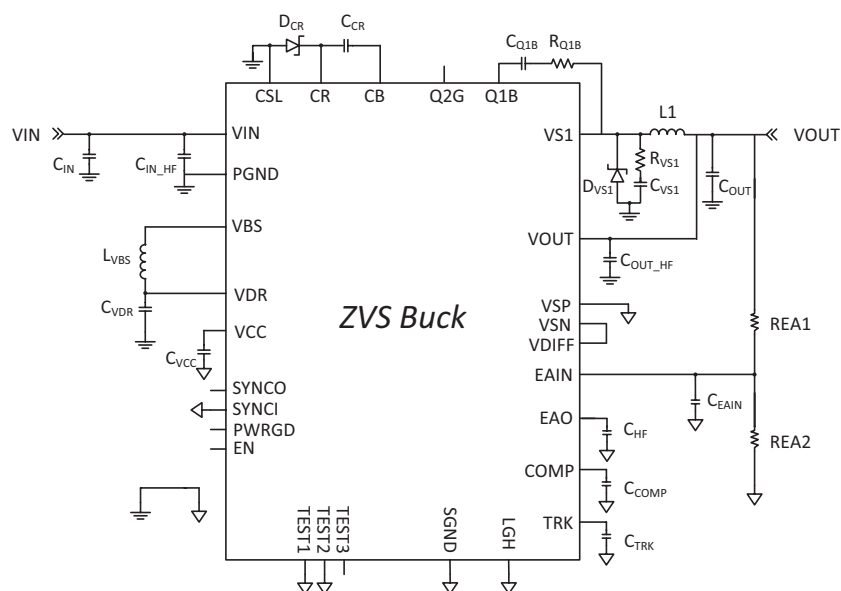 DCR
CCR
CQ1B
RQ1B
CSL
CR
CB
Q2G
Q1B
VIN
VIN
CIN
CIN_HF
PGND
VS1
L1
VOUT
RVS1
DVS1
CVS1
COUT
VBS
LVBS
VDR
CVDR
VCC
CVCC
VOUT
COUT_HF
ZVS Buck
VSP
VSN
VDIFF
REA1
EAIN
CEAIN
SYNCO
SYNCI
PWRGD
EN
EAO
CHF
REA2
COMP
CCOMP
TRK
CTRK
TEST1
TEST2
TEST3
SGND
LGH